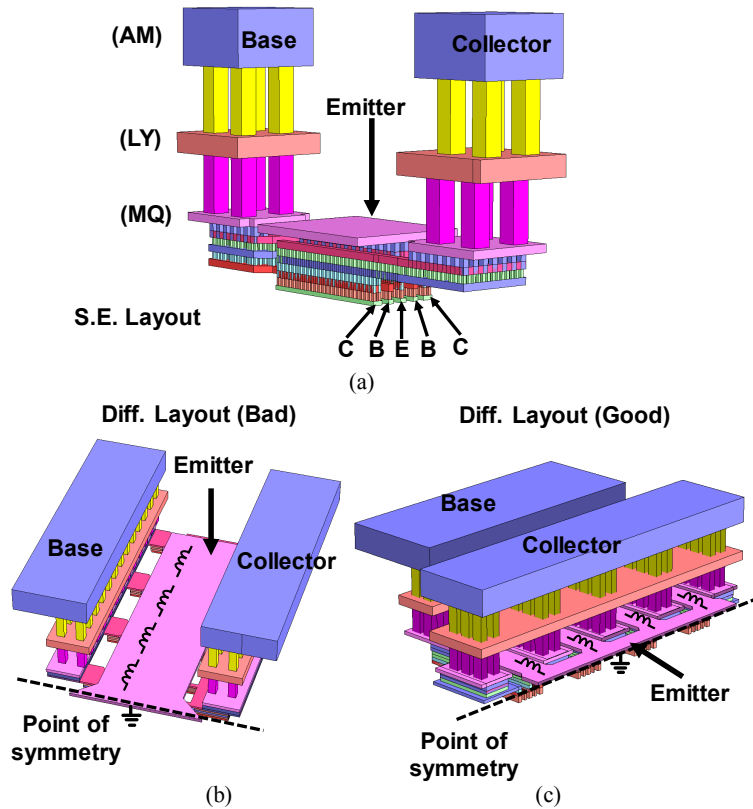 (AM)
Base
Collector
Emitter
(LY)
(MQ)
S.E. Layout
C B E B C
(a)
Diff. Layout (Bad)
Emitter
Base
Collector
Point of
symmetry
(b)
Diff. Layout (Good)
Base
Collector
Emitter
Point of
symmetry
(c)